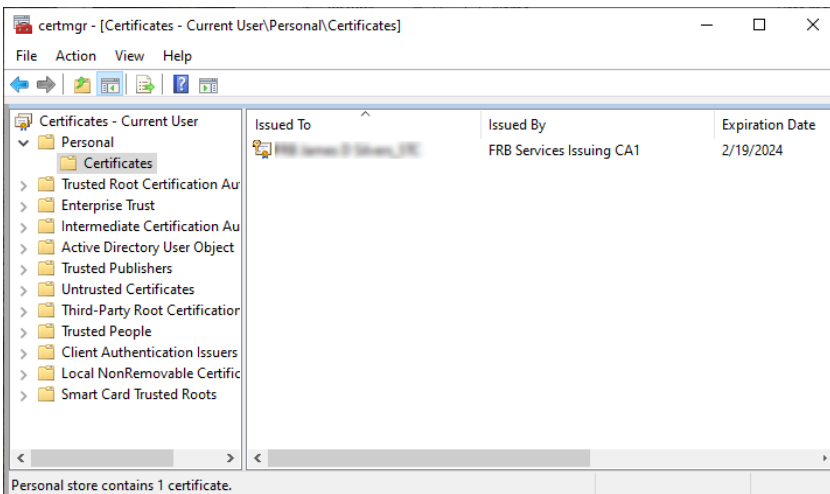 certmgr - [Certificates - Current User\Personal\Certificates]
File Action View Help
Certificates - Current User
Personal
Certificates
Trusted Root Certification Au
Enterprise Trust
Intermediate Certification Au
Active Directory User Object
Trusted Publishers
Untrusted Certificates
Third-Party Root Certification
Trusted People
Client Authentication Issuers
Local NonRemovable Certific
Smart Card Trusted Roots
Issued To Issued By Expiration Date
FRB Services Issuing CA1 2/19/2024
Personal store contains 1 certificate.